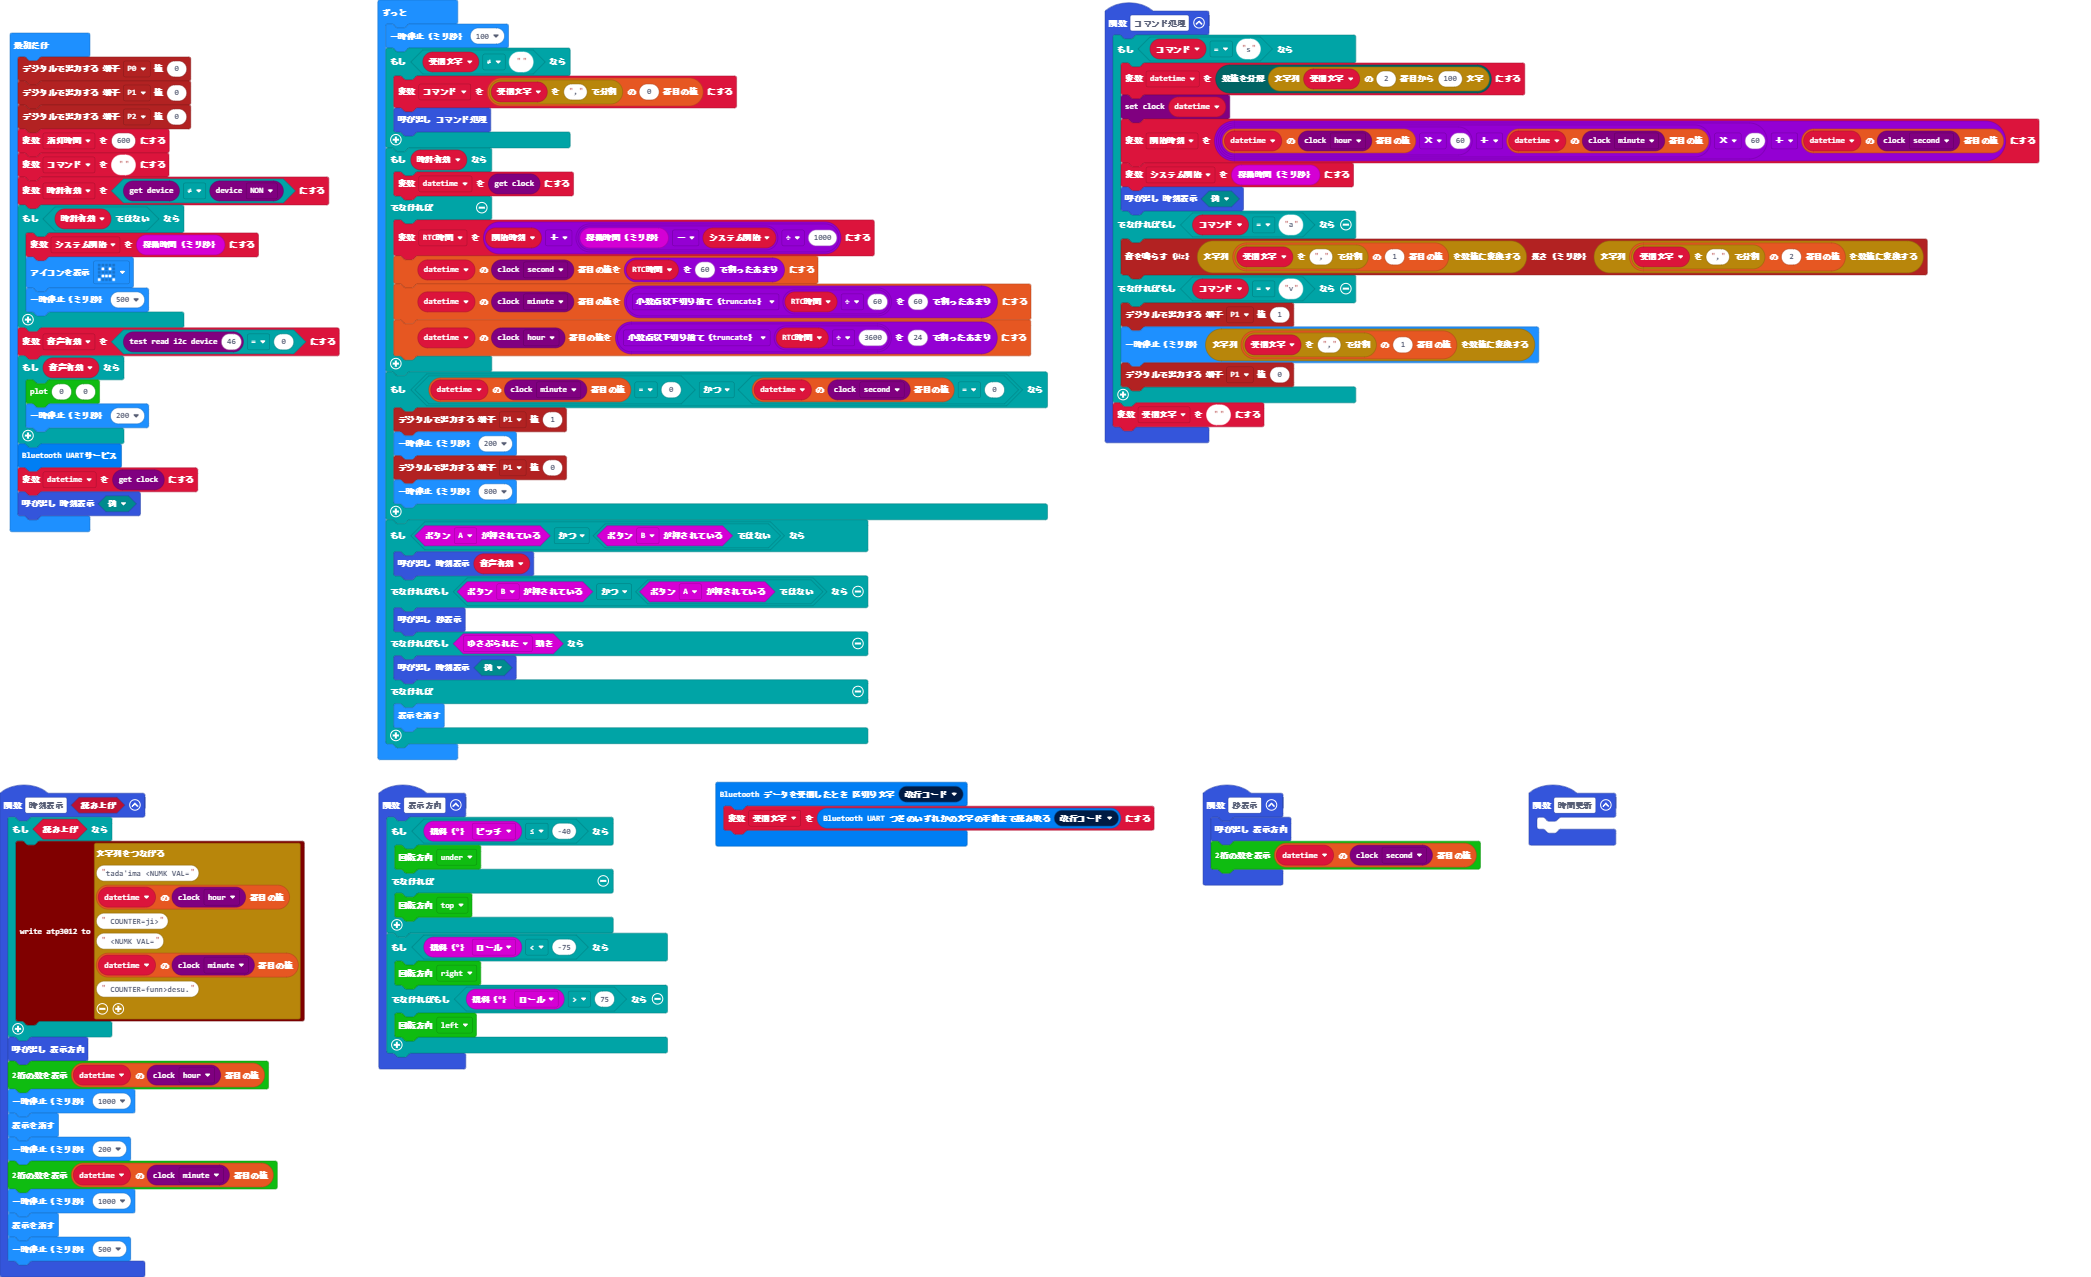 最初だけ
デジタルで出力する 端子 P0 値 0
デジタルで出力する 端子 P1 値 0
デジタルで出力する 端子 P2 値 0
変数 消灯時間 を 600 にする
変数 コマンド を " " にする
変数 時計有効 を get device ≠ device NON にする
もし 時計有効 ではない なら
変数 システム開始 を 稼働時間 (ミリ秒) にする
アイコンを表示
一時停止 (ミリ秒) 500
変数 音声有効 を test read i2c device 46 = 0 にする
もし 音声有効 なら
plot 0 0
一時停止 (ミリ秒) 200
Bluetooth UARTサービス
変数 datetime を get clock にする
呼び出し 時刻表示 偽
ずっと
一時停止 (ミリ秒) 100
もし 受信文字 ≠ " " なら
変数 コマンド を 受信文字 を "," で分割 の 0 番目の値 にする
呼び出し コマンド処理
もし 時計有効 なら
変数 datetime を get clock にする
でなければ
変数 RTC時間 を 開始時刻 + 稼働時間 (ミリ秒) － システム開始 ÷ 1000 にする
datetime の clock second 番目の値を RTC時間 を 60 で割ったあまり にする
datetime の clock minute 番目の値を 小数点以下切り捨て (truncate) RTC時間 ÷ 60 を 60 で割ったあまり にする
datetime の clock hour 番目の値を 小数点以下切り捨て (truncate) RTC時間 ÷ 3600 を 24 で割ったあまり にする
もし datetime の clock minute 番目の値 = 0 かつ datetime の clock second 番目の値 = 0 なら
デジタルで出力する 端子 P1 値 1
一時停止 (ミリ秒) 200
デジタルで出力する 端子 P1 値 0
一時停止 (ミリ秒) 800
もし ボタン A が押されている かつ ボタン B が押されている ではない なら
呼び出し 時刻表示 音声有効
でなければもし ボタン B が押されている かつ ボタン A が押されている ではない なら
呼び出し 秒表示
でなければもし ゆさぶられた 動き なら
呼び出し 時刻表示 偽
でなければ
表示を消す
関数 コマンド処理
もし コマンド = "s" なら
変数 datetime を 数値を分解 文字列 受信文字 の 2 番目から 100 文字 にする
set clock datetime
変数 開始時刻 を datetime の clock hour 番目の値 × 60 + datetime の clock minute 番目の値 × 60 + datetime の clock second 番目の値 にする
変数 システム開始 を 稼働時間 (ミリ秒) にする
呼び出し 時刻表示 偽
でなければもし コマンド = "a" なら
音を鳴らす (Hz) 文字列 受信文字 を "," で分割 の 1 番目の値 を数値に変換する 長さ (ミリ秒) 文字列 受信文字 を "," で分割 の 2 番目の値 を数値に変換する
でなければもし コマンド = "v" なら
デジタルで出力する 端子 P1 値 1
一時停止 (ミリ秒) 文字列 受信文字 を "," で分割 の 1 番目の値 を数値に変換する
デジタルで出力する 端子 P1 値 0
変数 受信文字 を " " にする
関数 時刻表示 読み上げ
もし 読み上げ なら
write atp3012 to 文字列をつなげる
"tada'ima <NUMK VAL="
datetime の clock hour 番目の値
" COUNTER=ji>"
" <NUMK VAL="
datetime の clock minute 番目の値
" COUNTER=funn>desu."
呼び出し 表示方向
2桁の数を表示 datetime の clock hour 番目の値
一時停止 (ミリ秒) 1000
表示を消す
一時停止 (ミリ秒) 200
2桁の数を表示 datetime の clock minute 番目の値
一時停止 (ミリ秒) 1000
表示を消す
一時停止 (ミリ秒) 500
関数 表示方向
もし 傾斜 (°) ピッチ ≤ -40 なら
回転方向 under
でなければ
回転方向 top
もし 傾斜 (°) ロール < -75 なら
回転方向 right
でなければもし 傾斜 (°) ロール > 75 なら
回転方向 left
Bluetooth データを受信したとき 区切り文字 改行コード
変数 受信文字 を Bluetooth UART つぎのいずれかの文字の手前まで読み取る 改行コード にする
関数 秒表示
呼び出し 表示方向
2桁の数を表示 datetime の clock second 番目の値
関数 時間更新